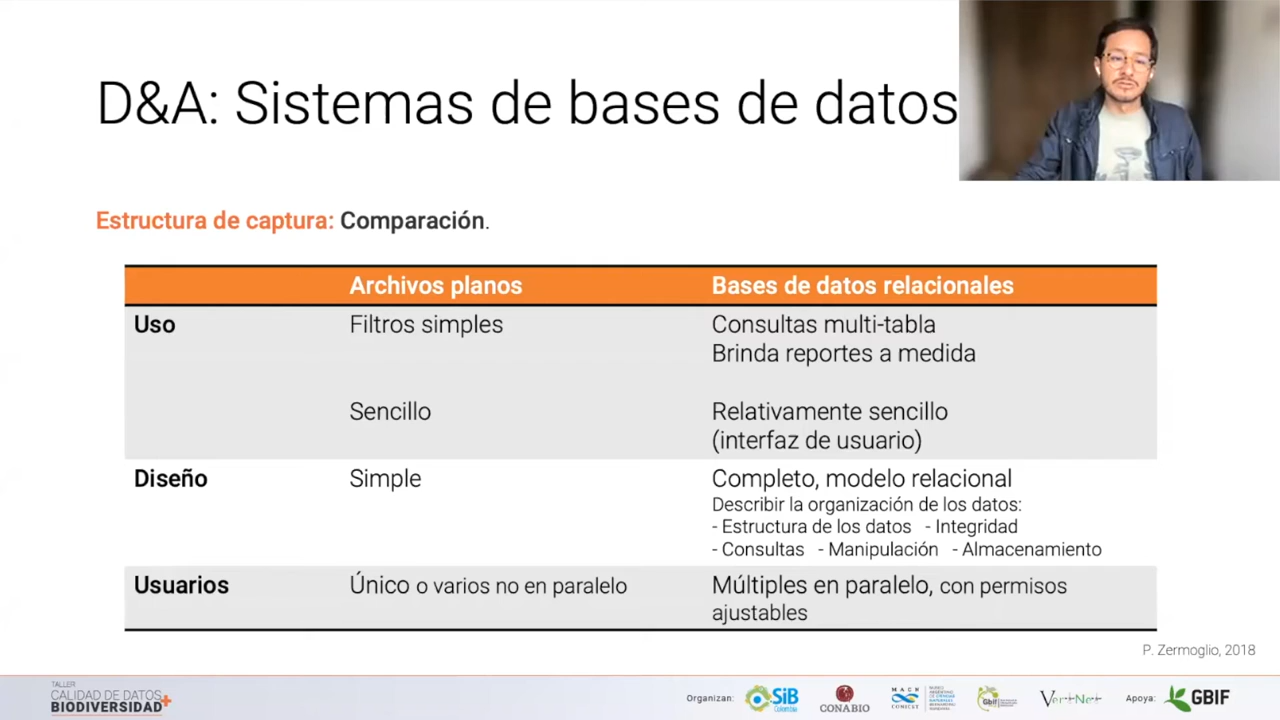 D&A: Sistemas de bases de datos
Estructura de captura: Comparación.
Archivos planos Bases de datos relacionales
Uso Filtros simples Consultas multi-tabla
Brinda reportes a medida
Sencillo Relativamente sencillo
(interfaz de usuario)
Diseño Simple Completo, modelo relacional
Describir la organización de los datos:
- Estructura de los datos - Integridad
- Consultas - Manipulación - Almacenamiento
Usuarios Único o varios no en paralelo Múltiples en paralelo, con permisos
ajustables
P. Zermoglio, 2018
TALLER
CALIDAD DE DATOS
BIODIVERSIDAD+
Organizan: SiB Colombia CONABIO MACN CONICET VertNet Apoya: GBIF